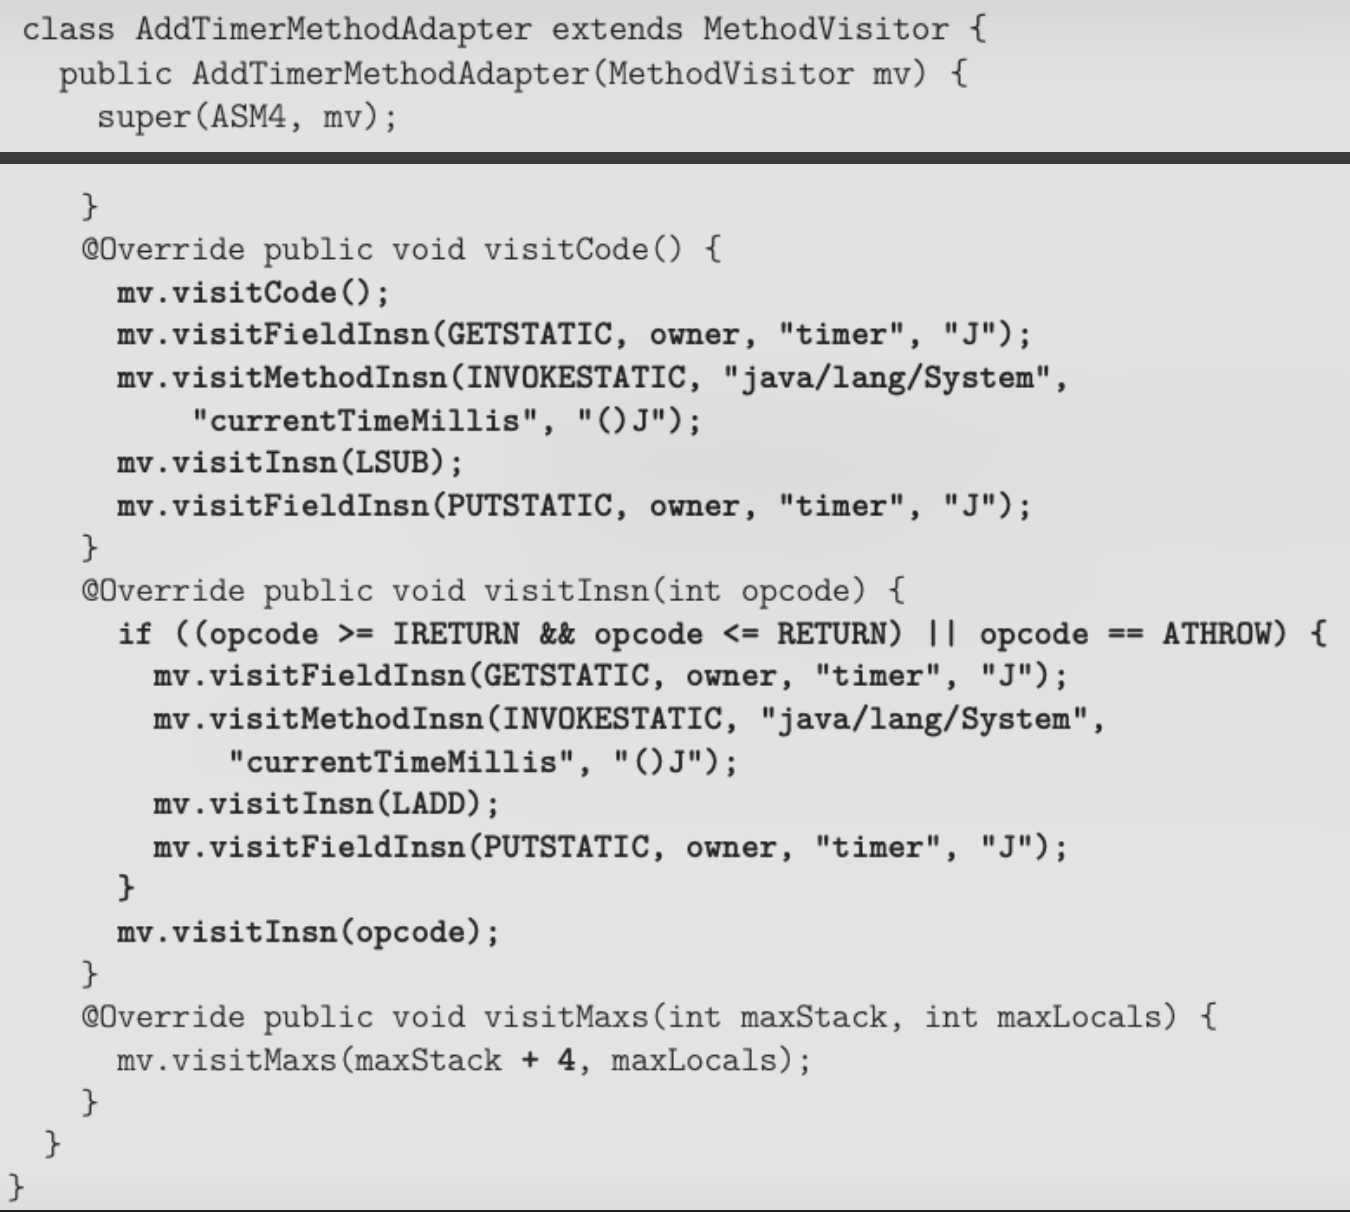 class AddTimerMethodAdapter extends MethodVisitor {
  public AddTimerMethodAdapter(MethodVisitor mv) {
    super(ASM4, mv);
    }
    @Override public void visitCode() {
      mv.visitCode();
      mv.visitFieldInsn(GETSTATIC, owner, "timer", "J");
      mv.visitMethodInsn(INVOKESTATIC, "java/lang/System",
          "currentTimeMillis", "()J");
      mv.visitInsn(LSUB);
      mv.visitFieldInsn(PUTSTATIC, owner, "timer", "J");
    }
    @Override public void visitInsn(int opcode) {
      if ((opcode >= IRETURN && opcode <= RETURN) || opcode == ATHROW) {
        mv.visitFieldInsn(GETSTATIC, owner, "timer", "J");
        mv.visitMethodInsn(INVOKESTATIC, "java/lang/System",
            "currentTimeMillis", "()J");
        mv.visitInsn(LADD);
        mv.visitFieldInsn(PUTSTATIC, owner, "timer", "J");
      }
      mv.visitInsn(opcode);
    }
    @Override public void visitMaxs(int maxStack, int maxLocals) {
      mv.visitMaxs(maxStack + 4, maxLocals);
    }
  }
}